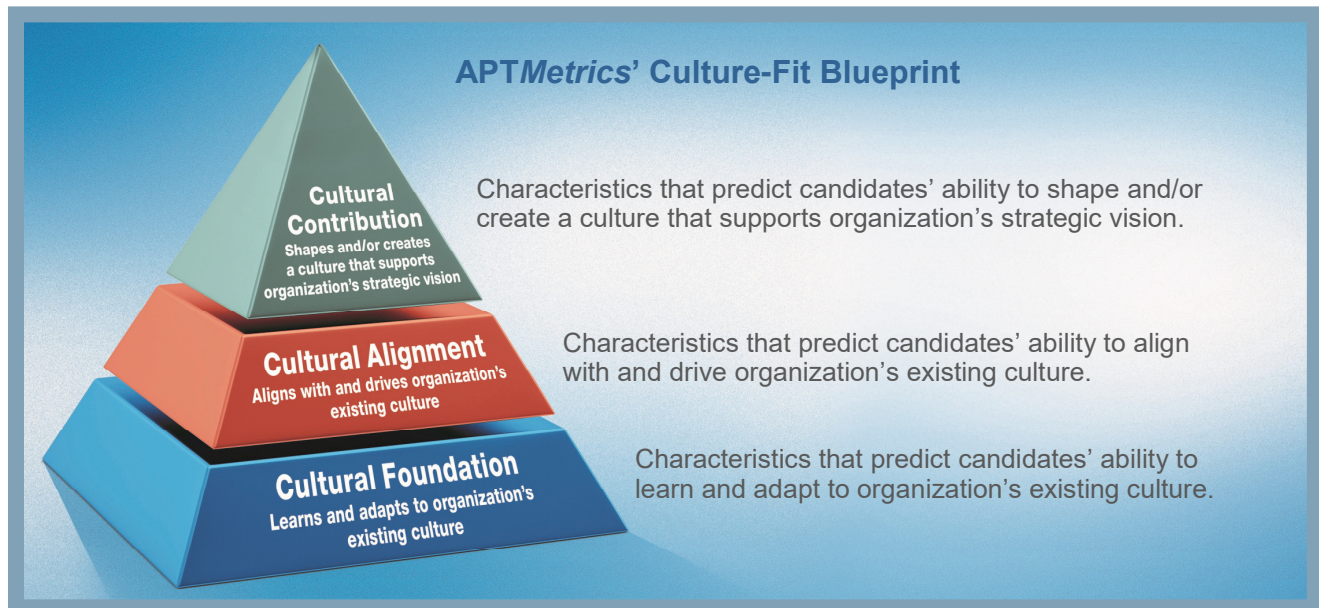 APTMetrics’ Culture-Fit Blueprint
Cultural
Contribution
Shapes and/or creates
a culture that supports
organization’s strategic vision
Characteristics that predict candidates’ ability to shape and/or
create a culture that supports organization’s strategic vision.
Cultural Alignment
Aligns with and drives organization’s
existing culture
Characteristics that predict candidates’ ability to align
with and drive organization’s existing culture.
Cultural Foundation
Learns and adapts to organization’s
existing culture
Characteristics that predict candidates’ ability to
learn and adapt to organization’s existing culture.